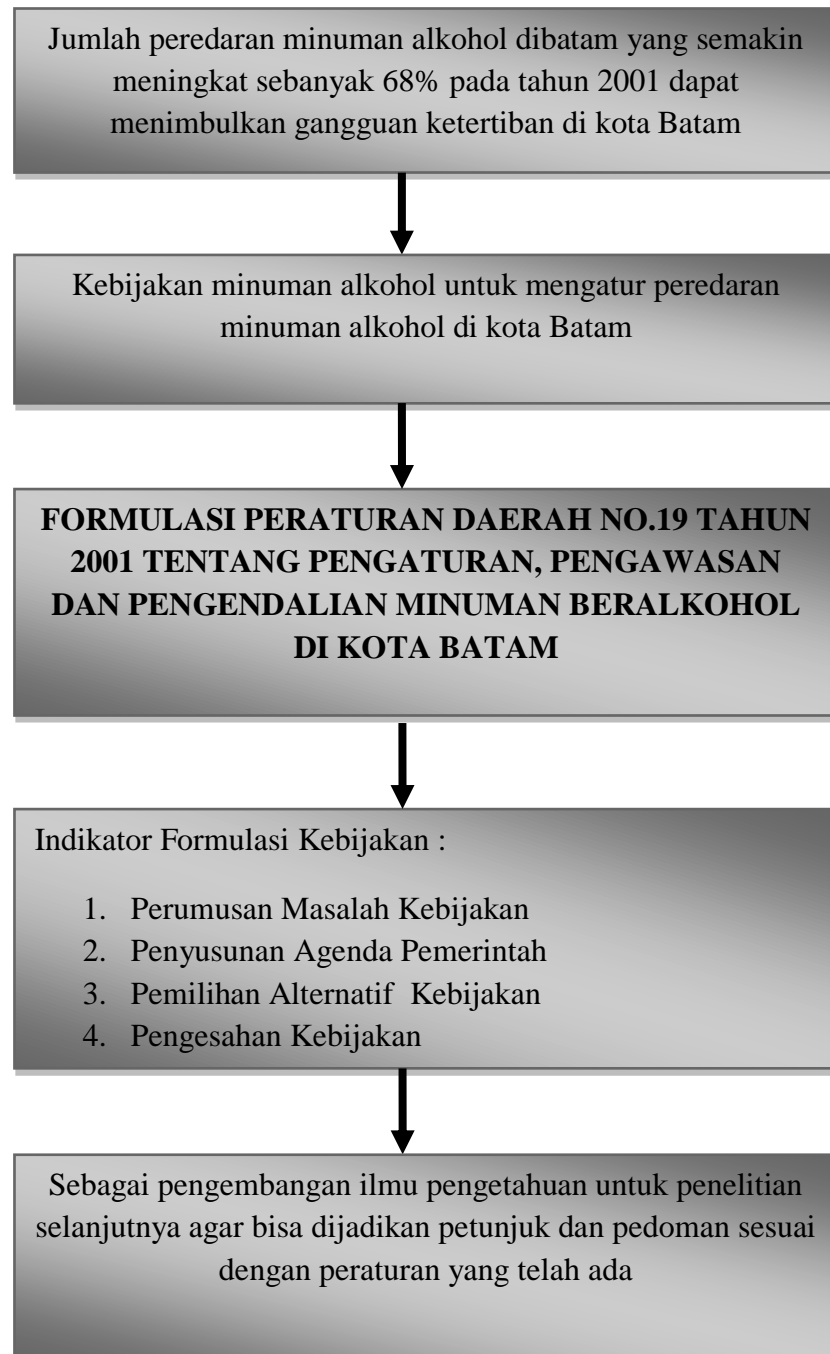 Jumlah peredaran minuman alkohol dibatam yang semakin
meningkat sebanyak 68% pada tahun 2001 dapat
menimbulkan gangguan ketertiban di kota Batam
Kebijakan minuman alkohol untuk mengatur peredaran
minuman alkohol di kota Batam
FORMULASI PERATURAN DAERAH NO.19 TAHUN
2001 TENTANG PENGATURAN, PENGAWASAN
DAN PENGENDALIAN MINUMAN BERALKOHOL
DI KOTA BATAM
Indikator Formulasi Kebijakan :
1. Perumusan Masalah Kebijakan
2. Penyusunan Agenda Pemerintah
3. Pemilihan Alternatif Kebijakan
4. Pengesahan Kebijakan
Sebagai pengembangan ilmu pengetahuan untuk penelitian
selanjutnya agar bisa dijadikan petunjuk dan pedoman sesuai
dengan peraturan yang telah ada